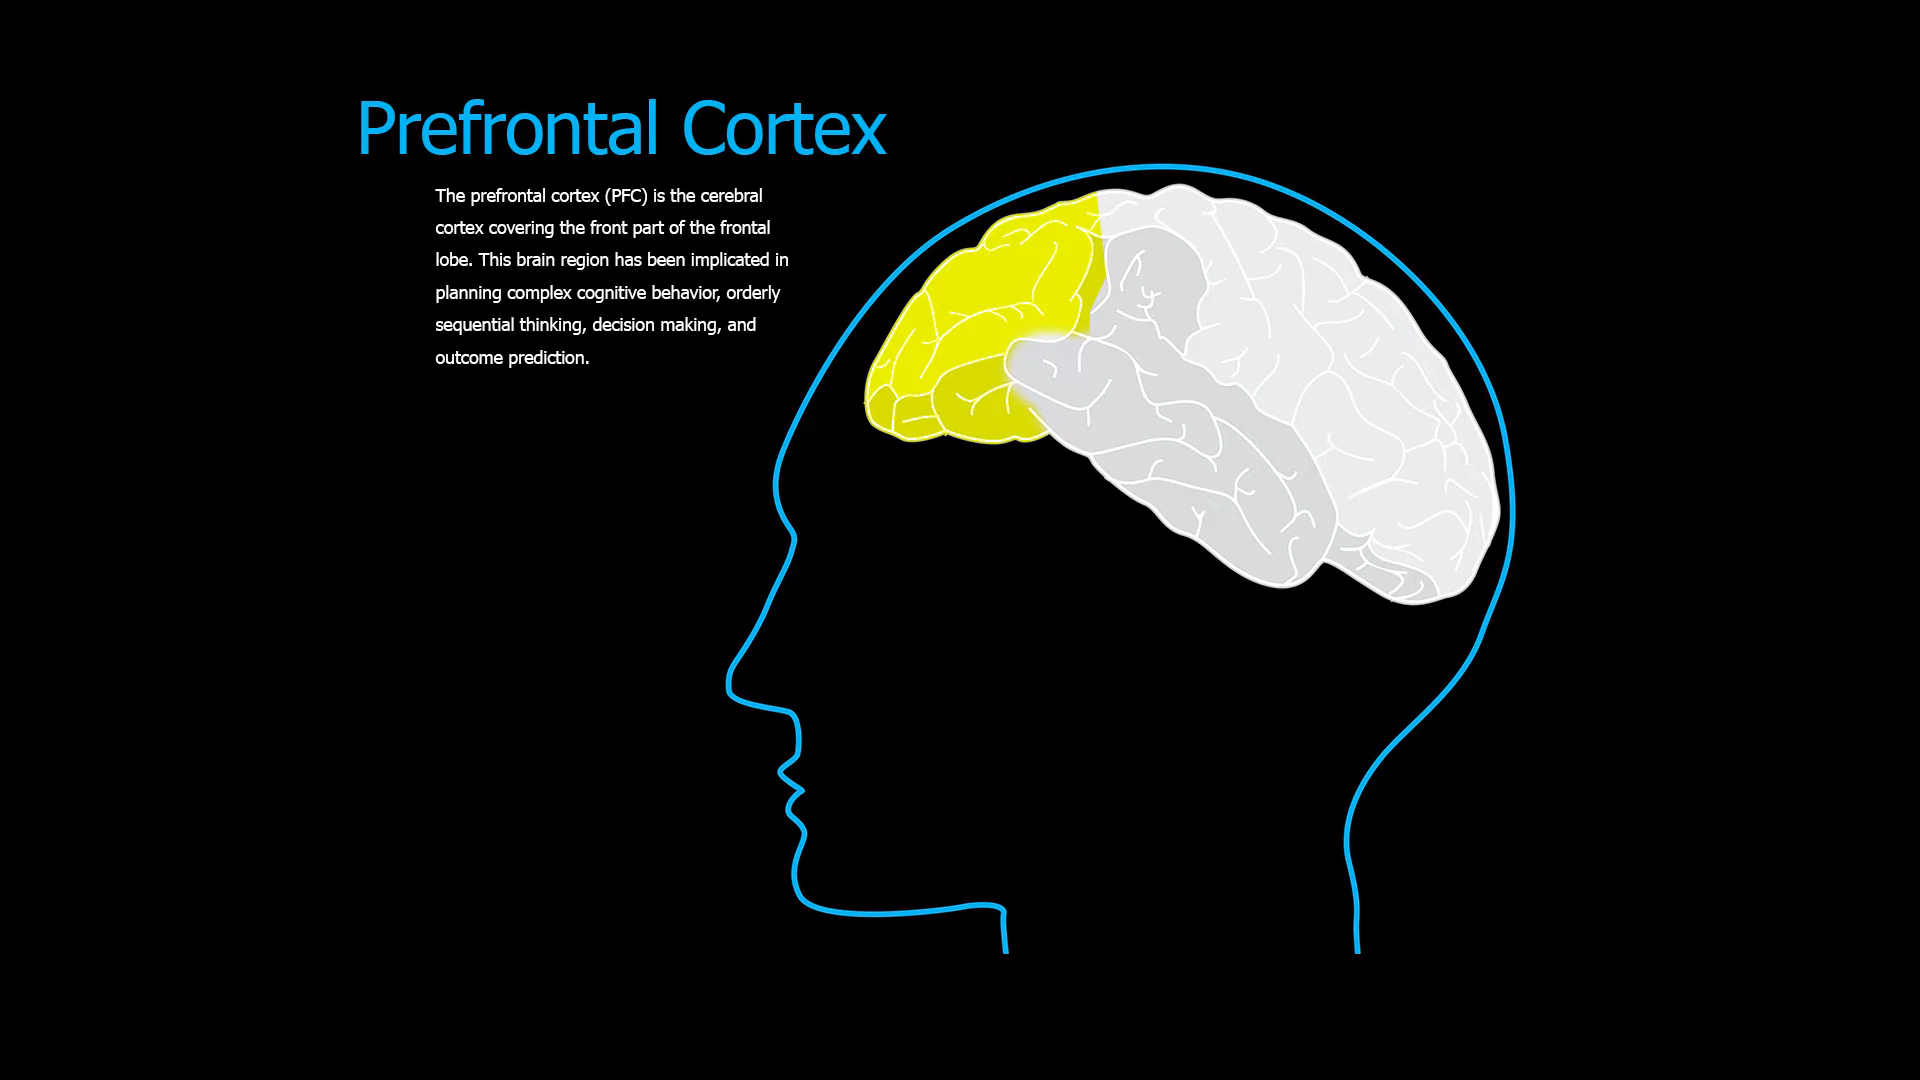 Prefrontal Cortex
The prefrontal cortex (PFC) is the cerebral
cortex covering the front part of the frontal
lobe. This brain region has been implicated in
planning complex cognitive behavior, orderly
sequential thinking, decision making, and
outcome prediction.